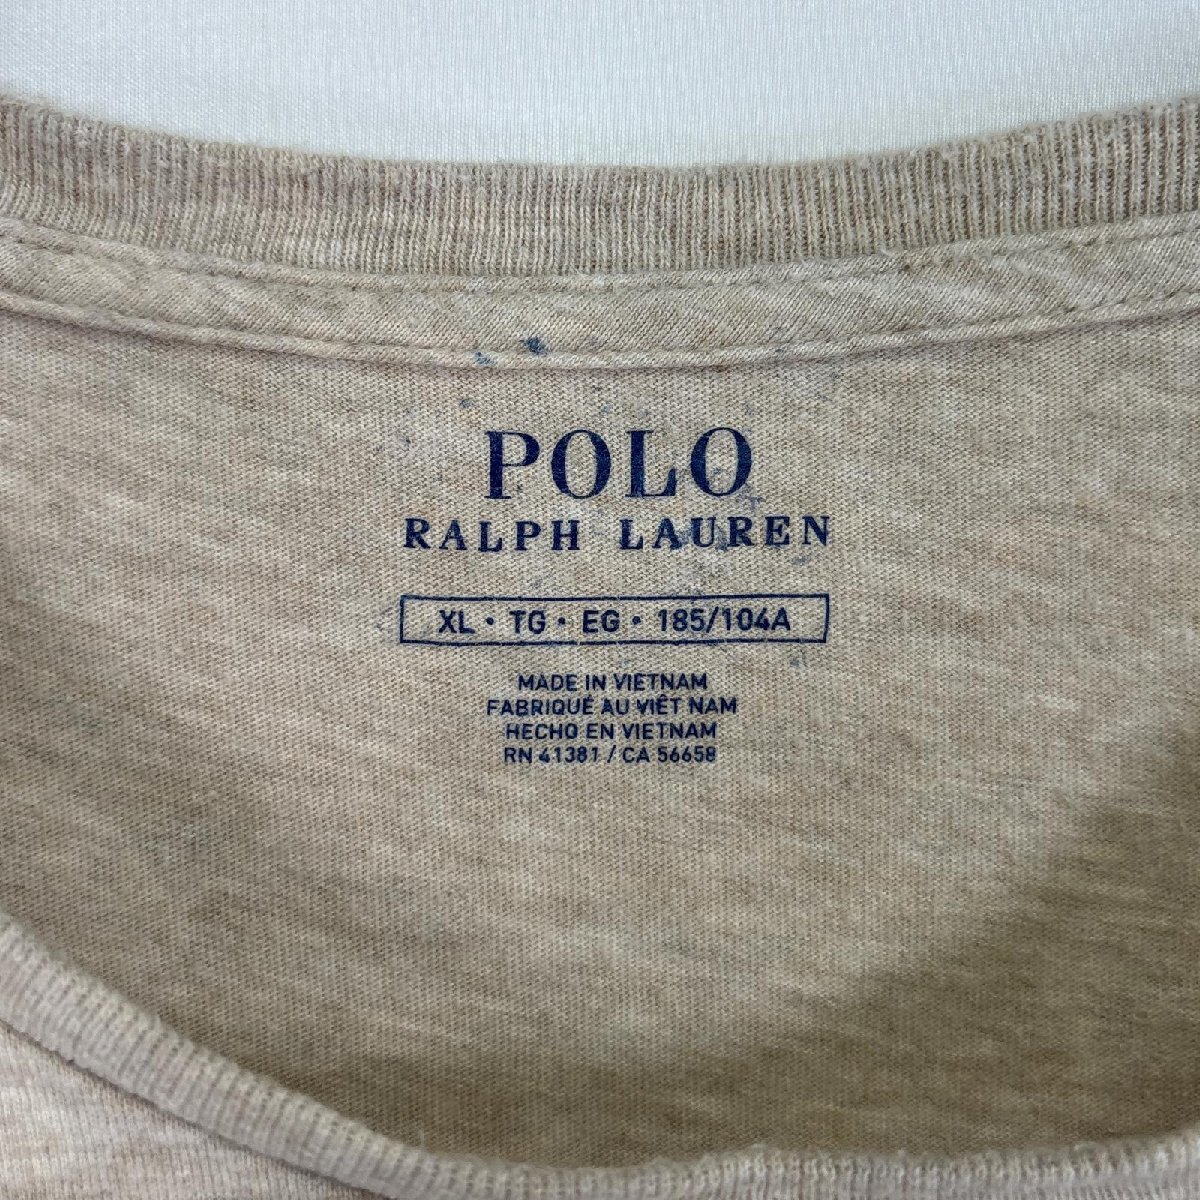 POLO
RALPH LAUREN
XL · TG · EG · 185/104A
MADE IN VIETNAM
FABRIQUÉ AU VIÊT NAM
HECHO EN VIETNAM
RN 41381 / CA 56658